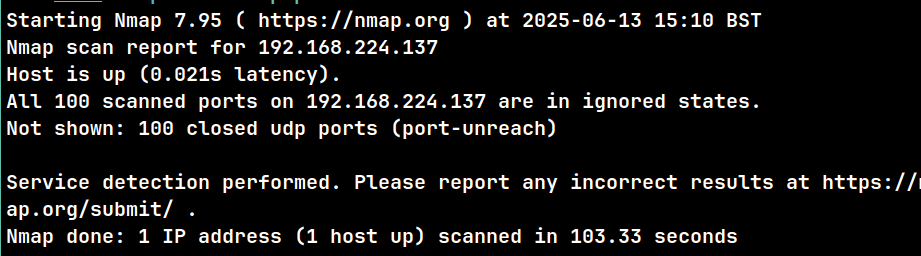 Starting Nmap 7.95 ( https://nmap.org ) at 2025-06-13 15:10 BST
Nmap scan report for 192.168.224.137
Host is up (0.021s latency).
All 100 scanned ports on 192.168.224.137 are in ignored states.
Not shown: 100 closed udp ports (port-unreach)
Service detection performed. Please report any incorrect results at https://
ap.org/submit/ .
Nmap done: 1 IP address (1 host up) scanned in 103.33 seconds